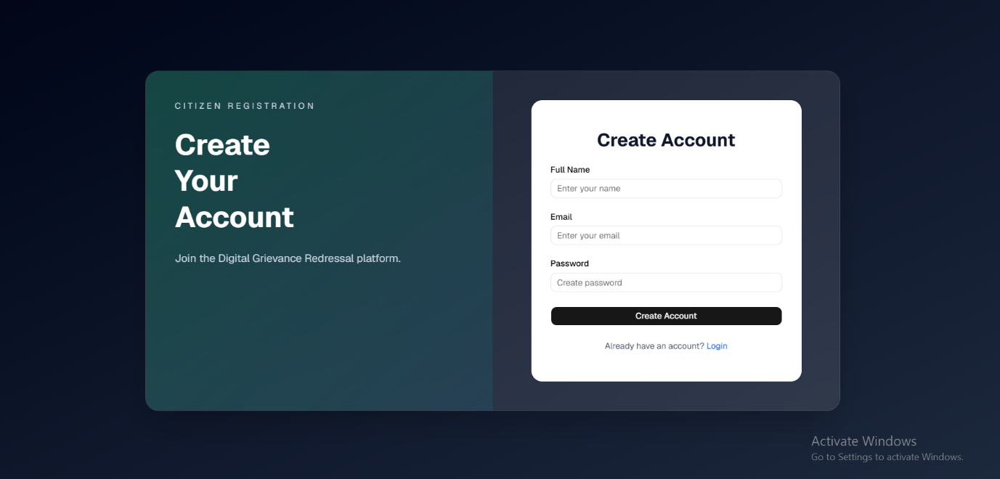 CITIZEN REGISTRATION
Create
Your
Account
Join the Digital Grievance Redressal platform.
Create Account
Full Name
Enter your name
Email
Enter your email
Password
Create password
Create Account
Already have an account? Login
Activate Windows
Go to Settings to activate Windows.